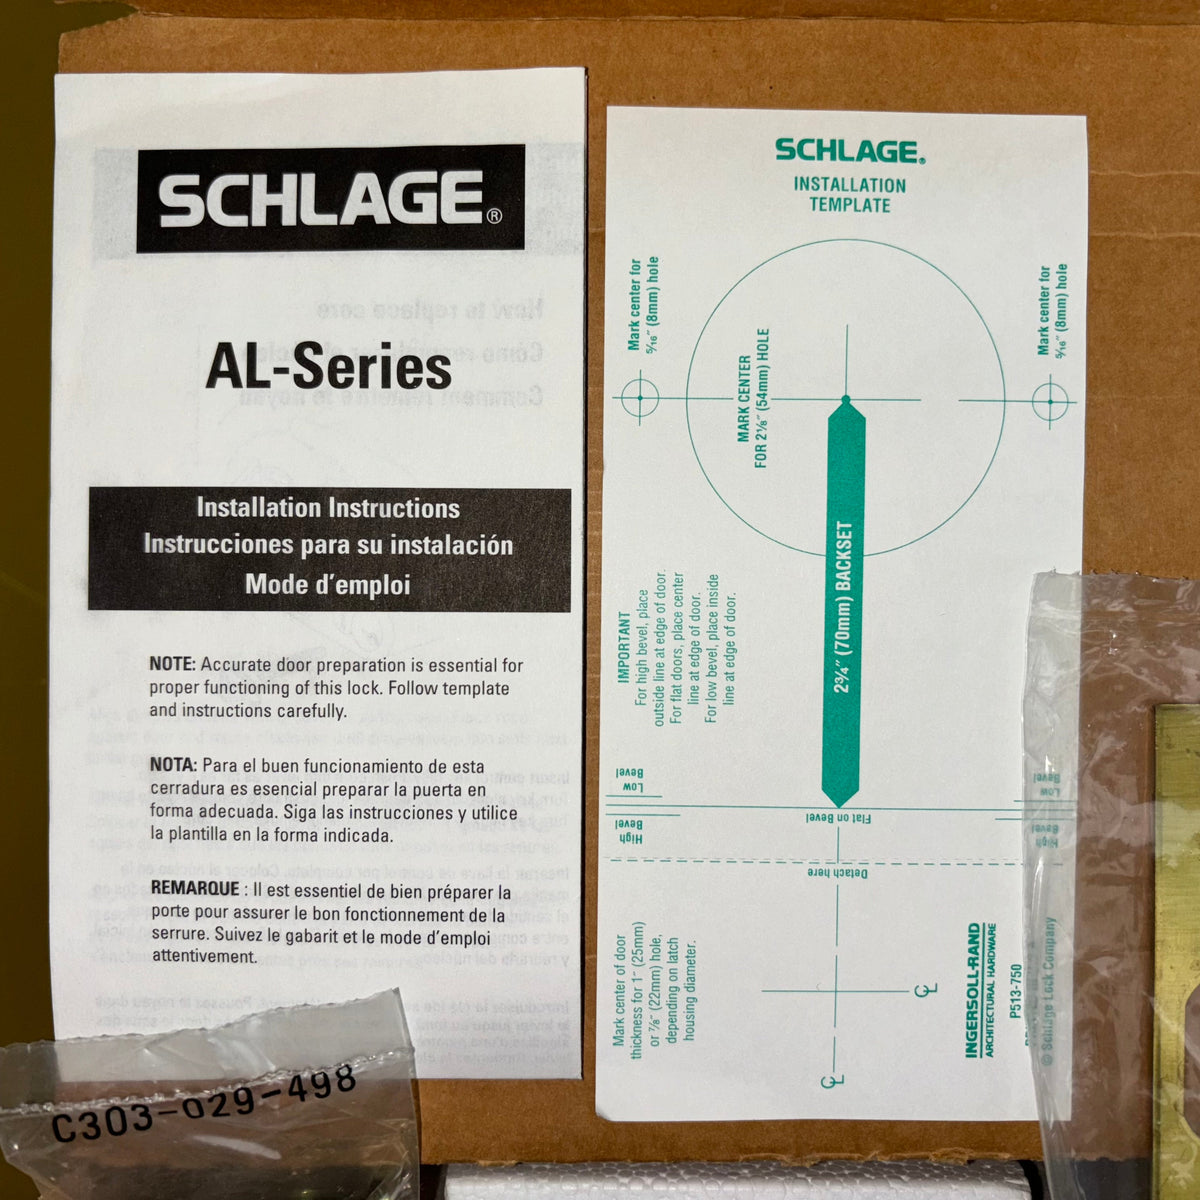 SCHLAGE®
AL-Series
Installation Instructions
Instrucciones para su instalación
Mode d'emploi
NOTE: Accurate door preparation is essential for
proper functioning of this lock. Follow template
and instructions carefully.
NOTA: Para el buen funcionamiento de esta
cerradura es esencial preparar la puerta en
forma adecuada. Siga las instrucciones y utilice
la plantilla en la forma indicada.
REMARQUE : Il est essentiel de bien préparer la
porte pour assurer le bon fonctionnement de la
serrure. Suivez le gabarit et le mode d'emploi
attentivement.
C303-029-498
How to replace core
SCHLAGE®
INSTALLATION
TEMPLATE
Mark center for
5/16" (8mm) hole
MARK CENTER
FOR 2 1/8" (54mm) HOLE
Mark center for
5/16" (8mm) hole
2 3/4" (70mm) BACKSET
IMPORTANT
For high bevel, place
outside line at edge of door.
For flat doors, place center
line at edge of door.
For low bevel, place inside
line at edge of door.
Low
Bevel
High
Bevel
Flat on Bevel
Low
Bevel
High
Bevel
Detach here
Mark center of door
thickness for 1" (25mm)
or 7/8" (22mm) hole,
depending on latch
housing diameter.
℄
℄
INGERSOLL-RAND
ARCHITECTURAL HARDWARE
P513-750
© Schlage Lock Company